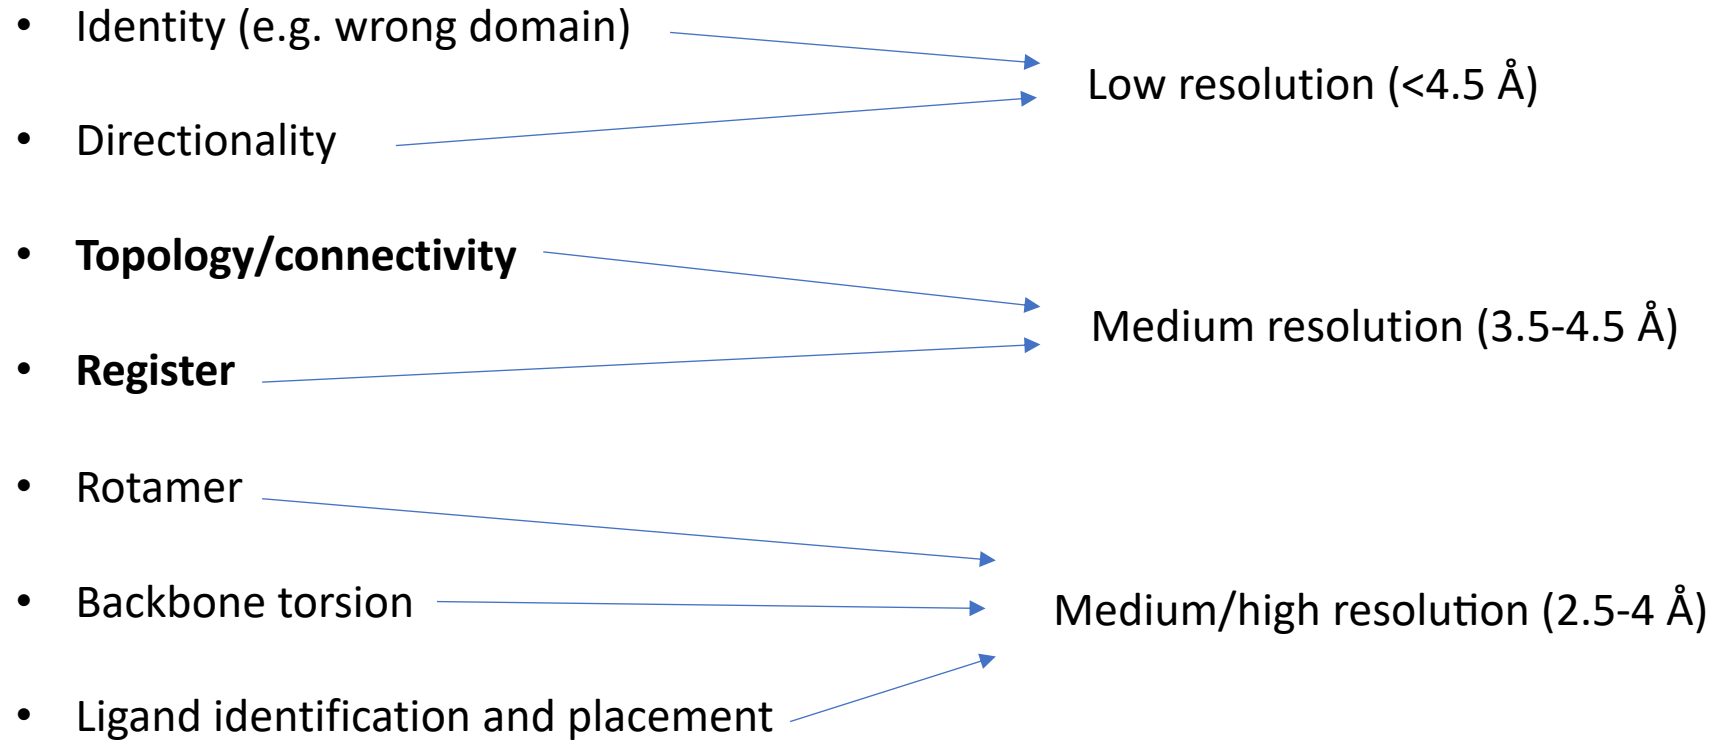 • Identity (e.g. wrong domain)
Low resolution (<4.5 Å)
• Directionality
• Topology/connectivity
Medium resolution (3.5-4.5 Å)
• Register
• Rotamer
• Backbone torsion
Medium/high resolution (2.5-4 Å)
• Ligand identification and placement